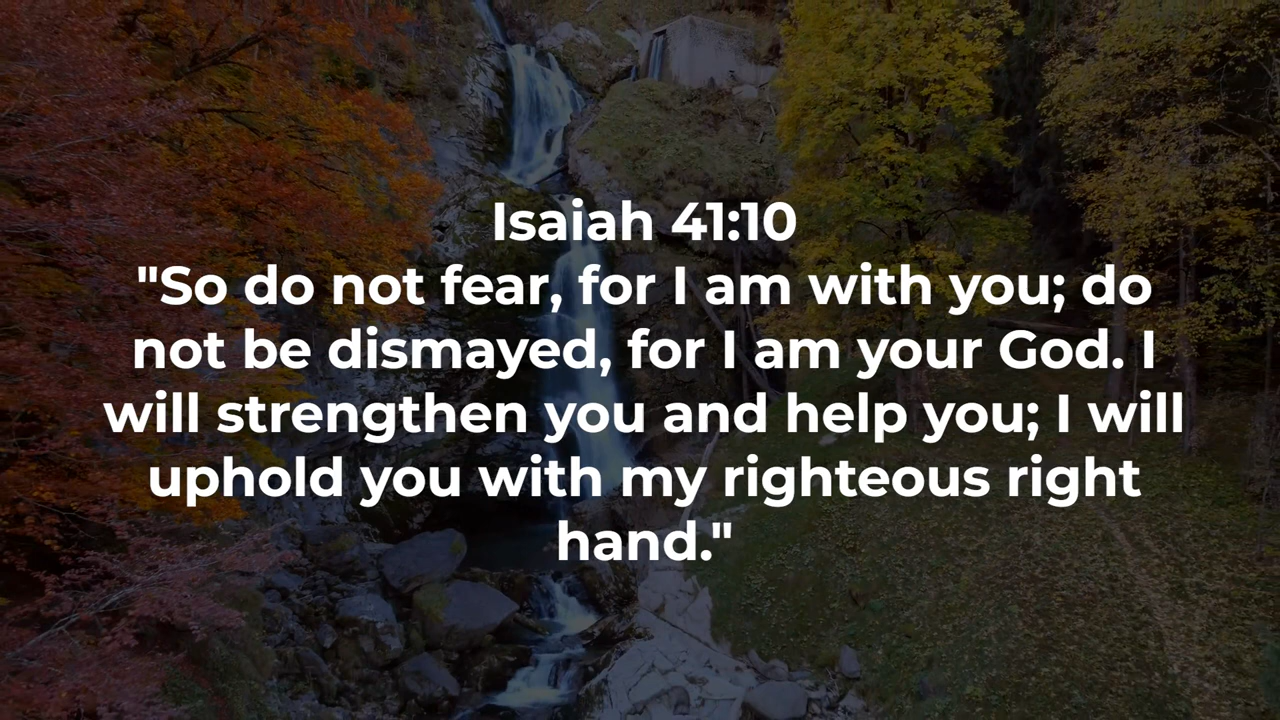 Isaiah 41:10
"So do not fear, for I am with you; do
not be dismayed, for I am your God. I
will strengthen you and help you; I will
uphold you with my righteous right
hand."